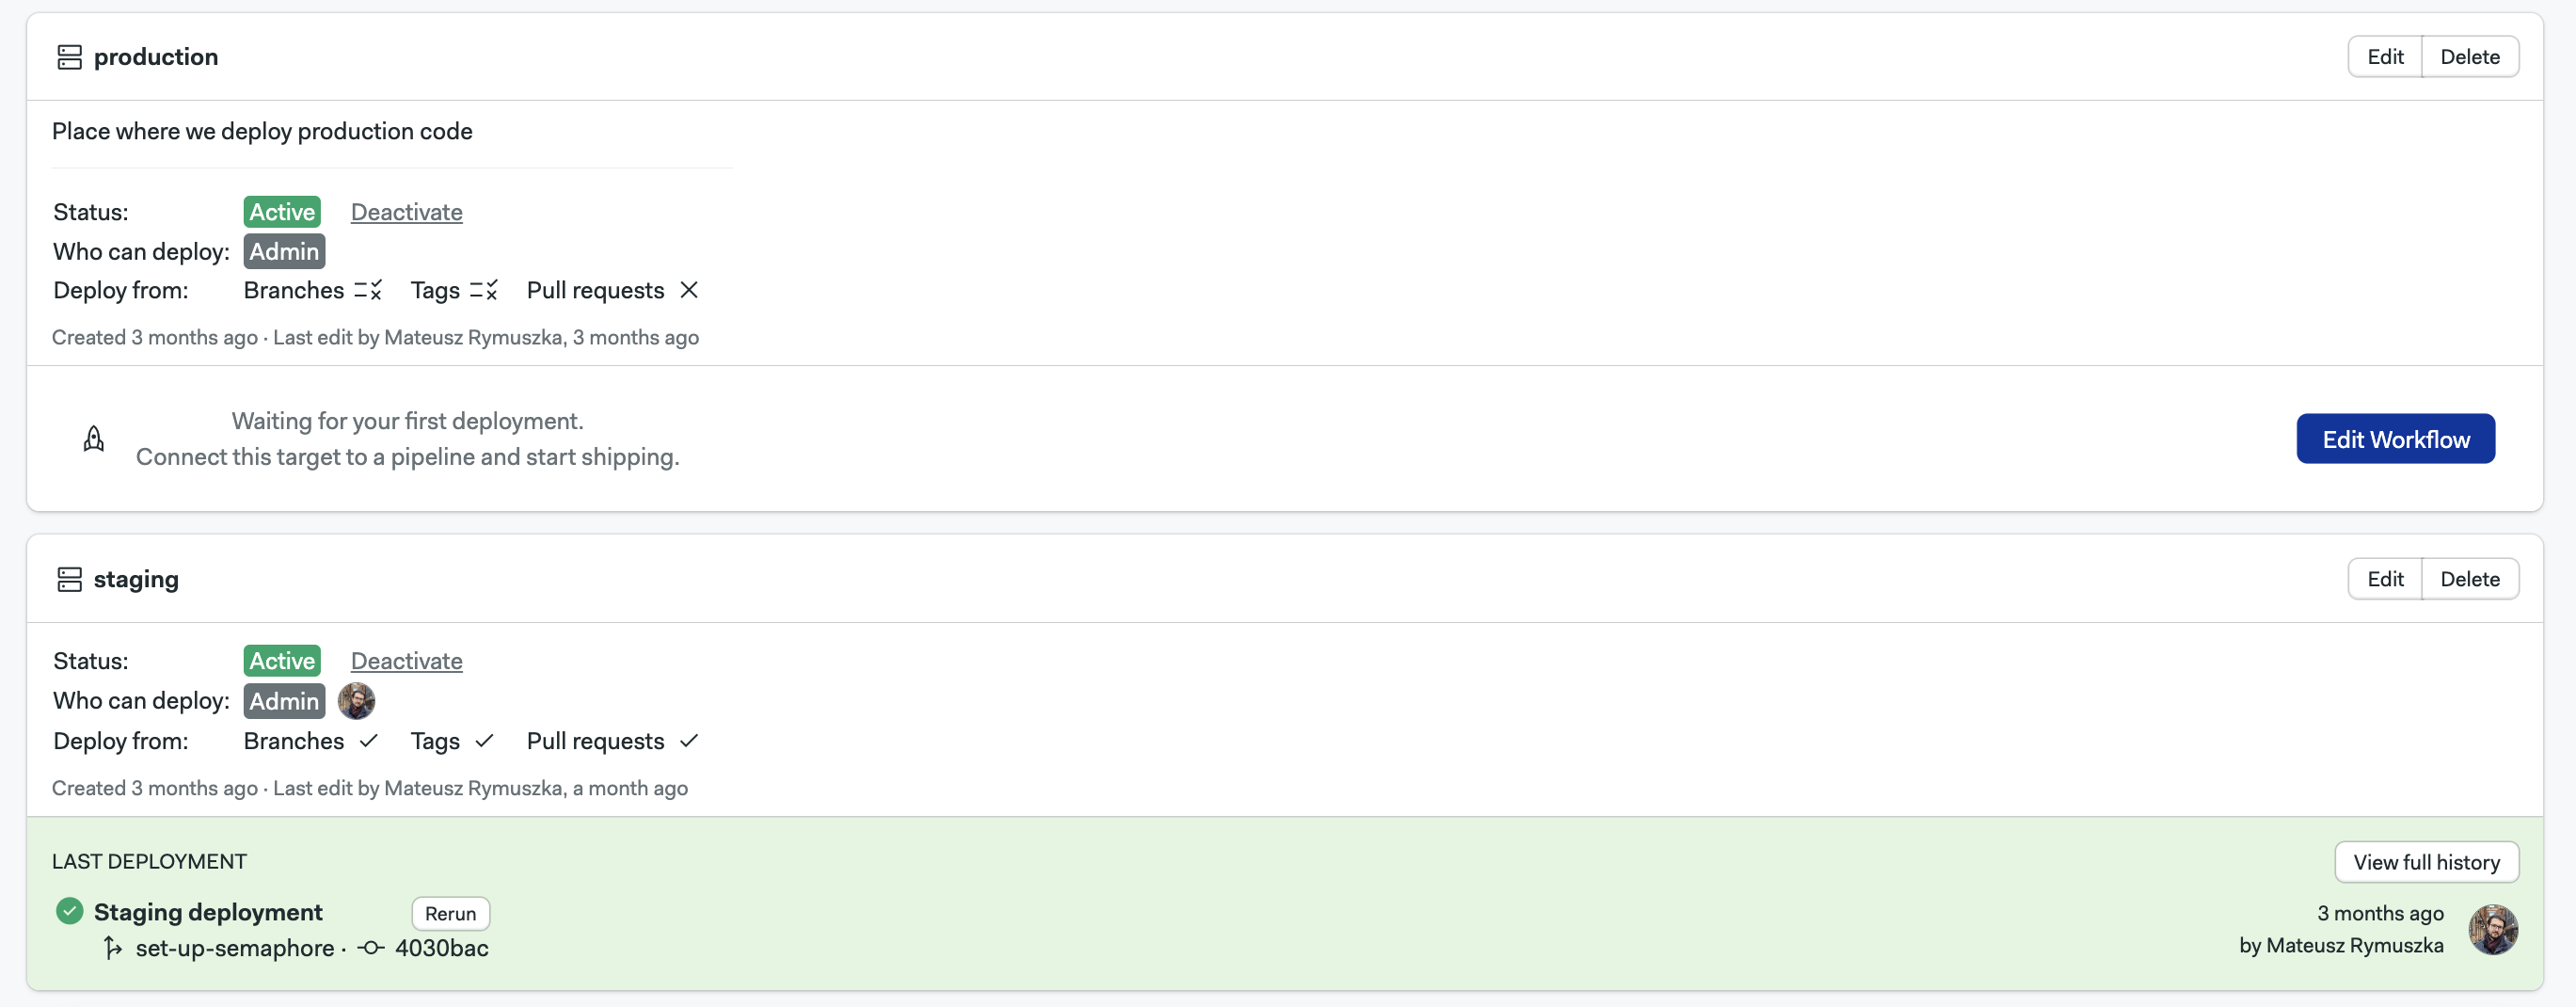 production
Edit Delete
Place where we deploy production code
Status: Active Deactivate
Who can deploy: Admin
Deploy from: Branches Tags Pull requests
Created 3 months ago · Last edit by Mateusz Rymuszka, 3 months ago
Waiting for your first deployment.
Connect this target to a pipeline and start shipping.
Edit Workflow
staging
Edit Delete
Status: Active Deactivate
Who can deploy: Admin
Deploy from: Branches Tags Pull requests
Created 3 months ago · Last edit by Mateusz Rymuszka, a month ago
LAST DEPLOYMENT
View full history
Staging deployment Rerun
set-up-semaphore · 4030bac
3 months ago
by Mateusz Rymuszka